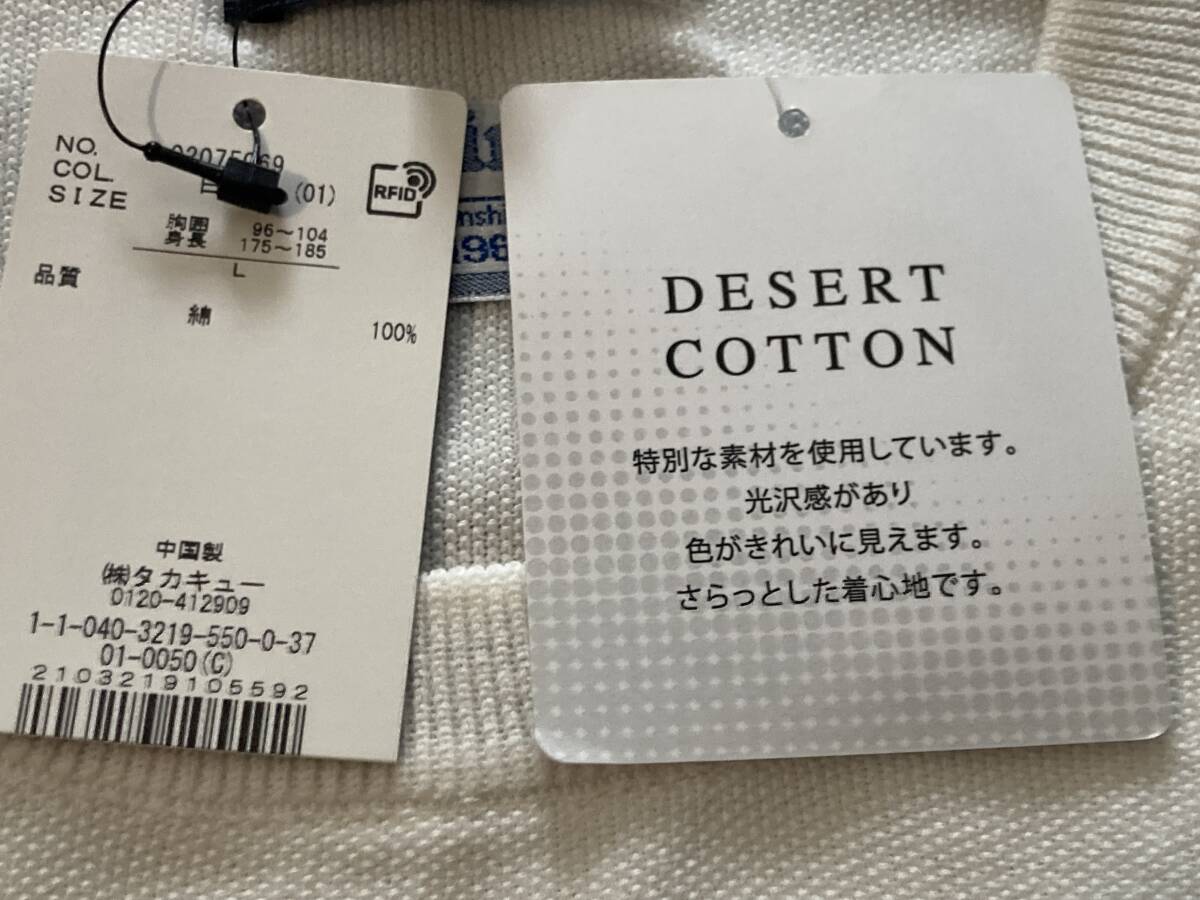 NO.
COL.
SIZE
(01)
RFID
胸囲 96～104
身長 175～185
L
品質
綿 100%
中国製
㈱タカキュー
0120-412909
1-1-040-3219-550-0-37
01-0050(C)
2103219105592
DESERT
COTTON
特別な素材を使用しています。
光沢感があり
色がきれいに見えます。
さらっとした着心地です。